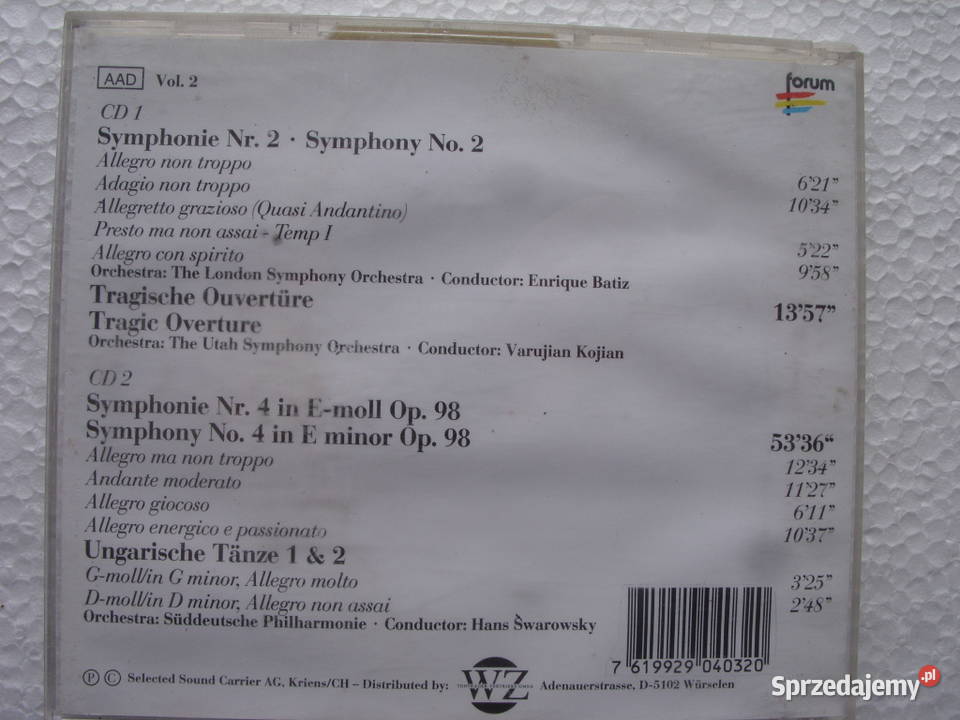 AAD Vol. 2
forum
CD 1
Symphonie Nr. 2 · Symphony No. 2
Allegro non troppo
Adagio non troppo 6'21"
Allegretto grazioso (Quasi Andantino) 10'34"
Presto ma non assai - Temp I
Allegro con spirito 5'22"
Orchestra: The London Symphony Orchestra · Conductor: Enrique Batiz 9'58"
Tragische Ouvertüre 13'57"
Tragic Overture
Orchestra: The Utah Symphony Orchestra · Conductor: Varujian Kojian
CD 2
Symphonie Nr. 4 in E-moll Op. 98
Symphony No. 4 in E minor Op. 98 53'36“
Allegro ma non troppo 12'34"
Andante moderato 11'27"
Allegro giocoso 6'11"
Allegro energico e passionato 10'37"
Ungarische Tänze 1 & 2
G-moll/in G minor, Allegro molto 3'25"
D-moll/in D minor, Allegro non assai 2'48"
Orchestra: Süddeutsche Philharmonie · Conductor: Hans Swarowsky
7 619929 040320
Ⓟ © Selected Sound Carrier AG, Kriens/CH – Distributed by: WZ Adenauerstrasse, D-5102 Würselen
Sprzedajemy.pl